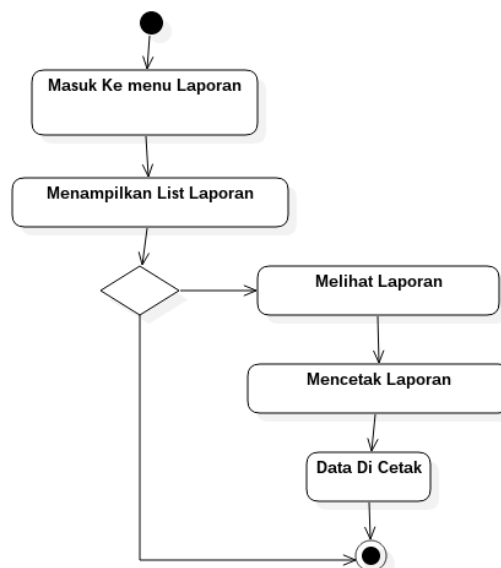 Masuk Ke menu Laporan
Menampilkan List Laporan
Melihat Laporan
Mencetak Laporan
Data Di Cetak